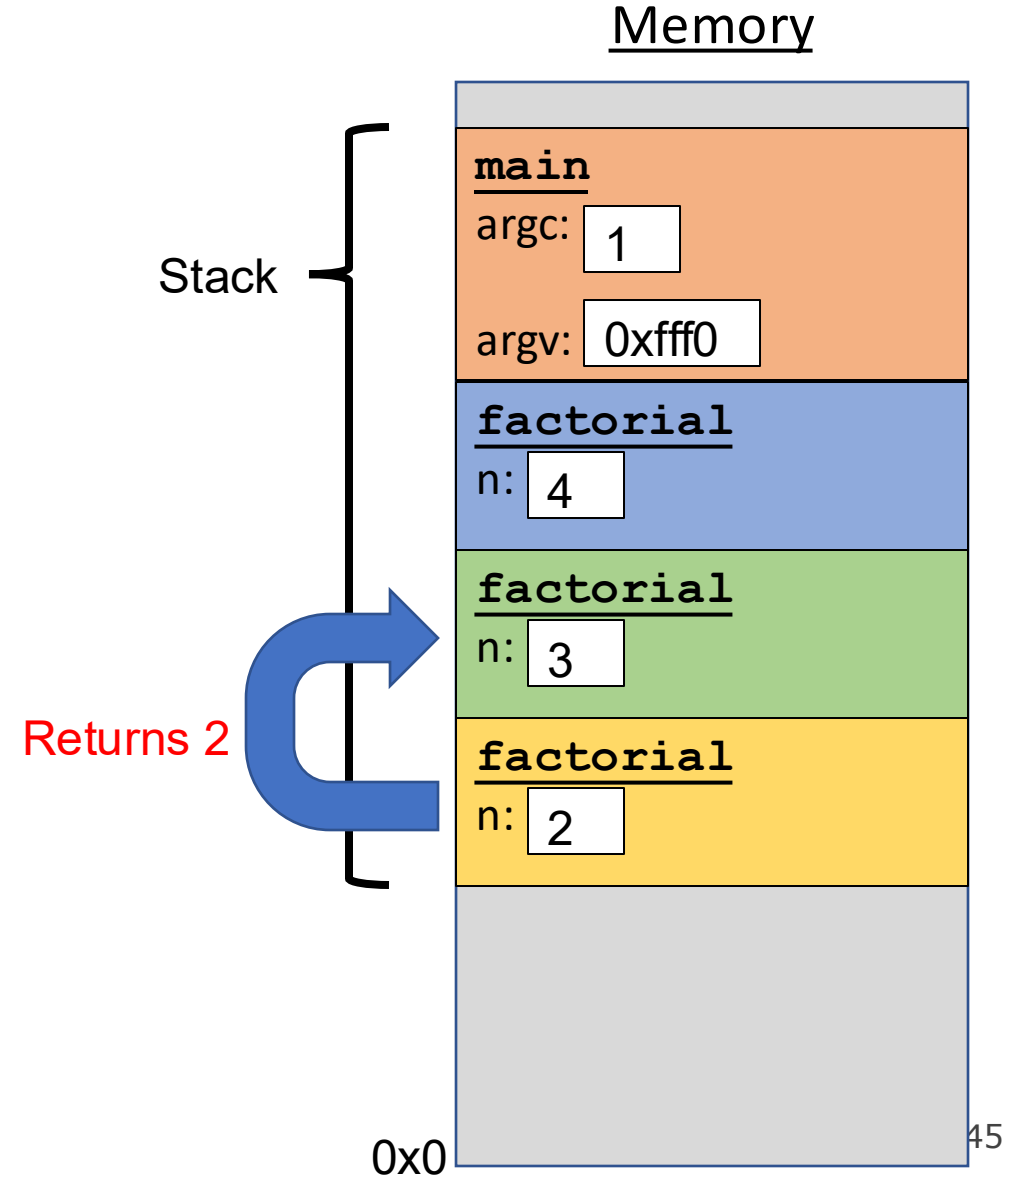 Memory
main
argc: 1
Stack
argv: 0xfff0
factorial
n: 4
factorial
n: 3
Returns 2
factorial
n: 2
45
0x0